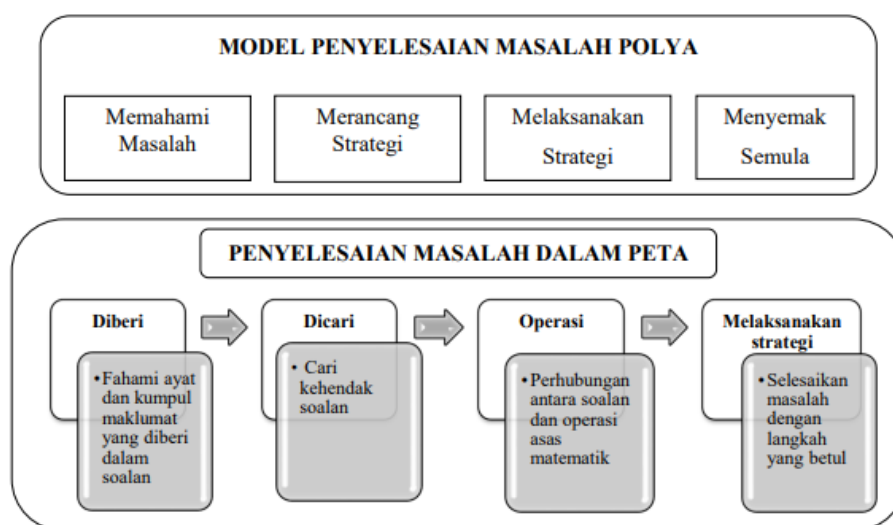 MODEL PENYELESAIAN MASALAH POLYA
Memahami
Masalah
Merancang
Strategi
Melaksanakan
Strategi
Menyemak
Semula
PENYELESAIAN MASALAH DALAM PETA
Diberi
•Fahami ayat
dan kumpul
maklumat
yang diberi
dalam
soalan
Dicari
• Cari
kehendak
soalan
Operasi
•Perhubungan
antara soalan
dan operasi
asas
matematik
Melaksanakan
strategi
•Selesaikan
masalah
dengan
langkah
yang betul